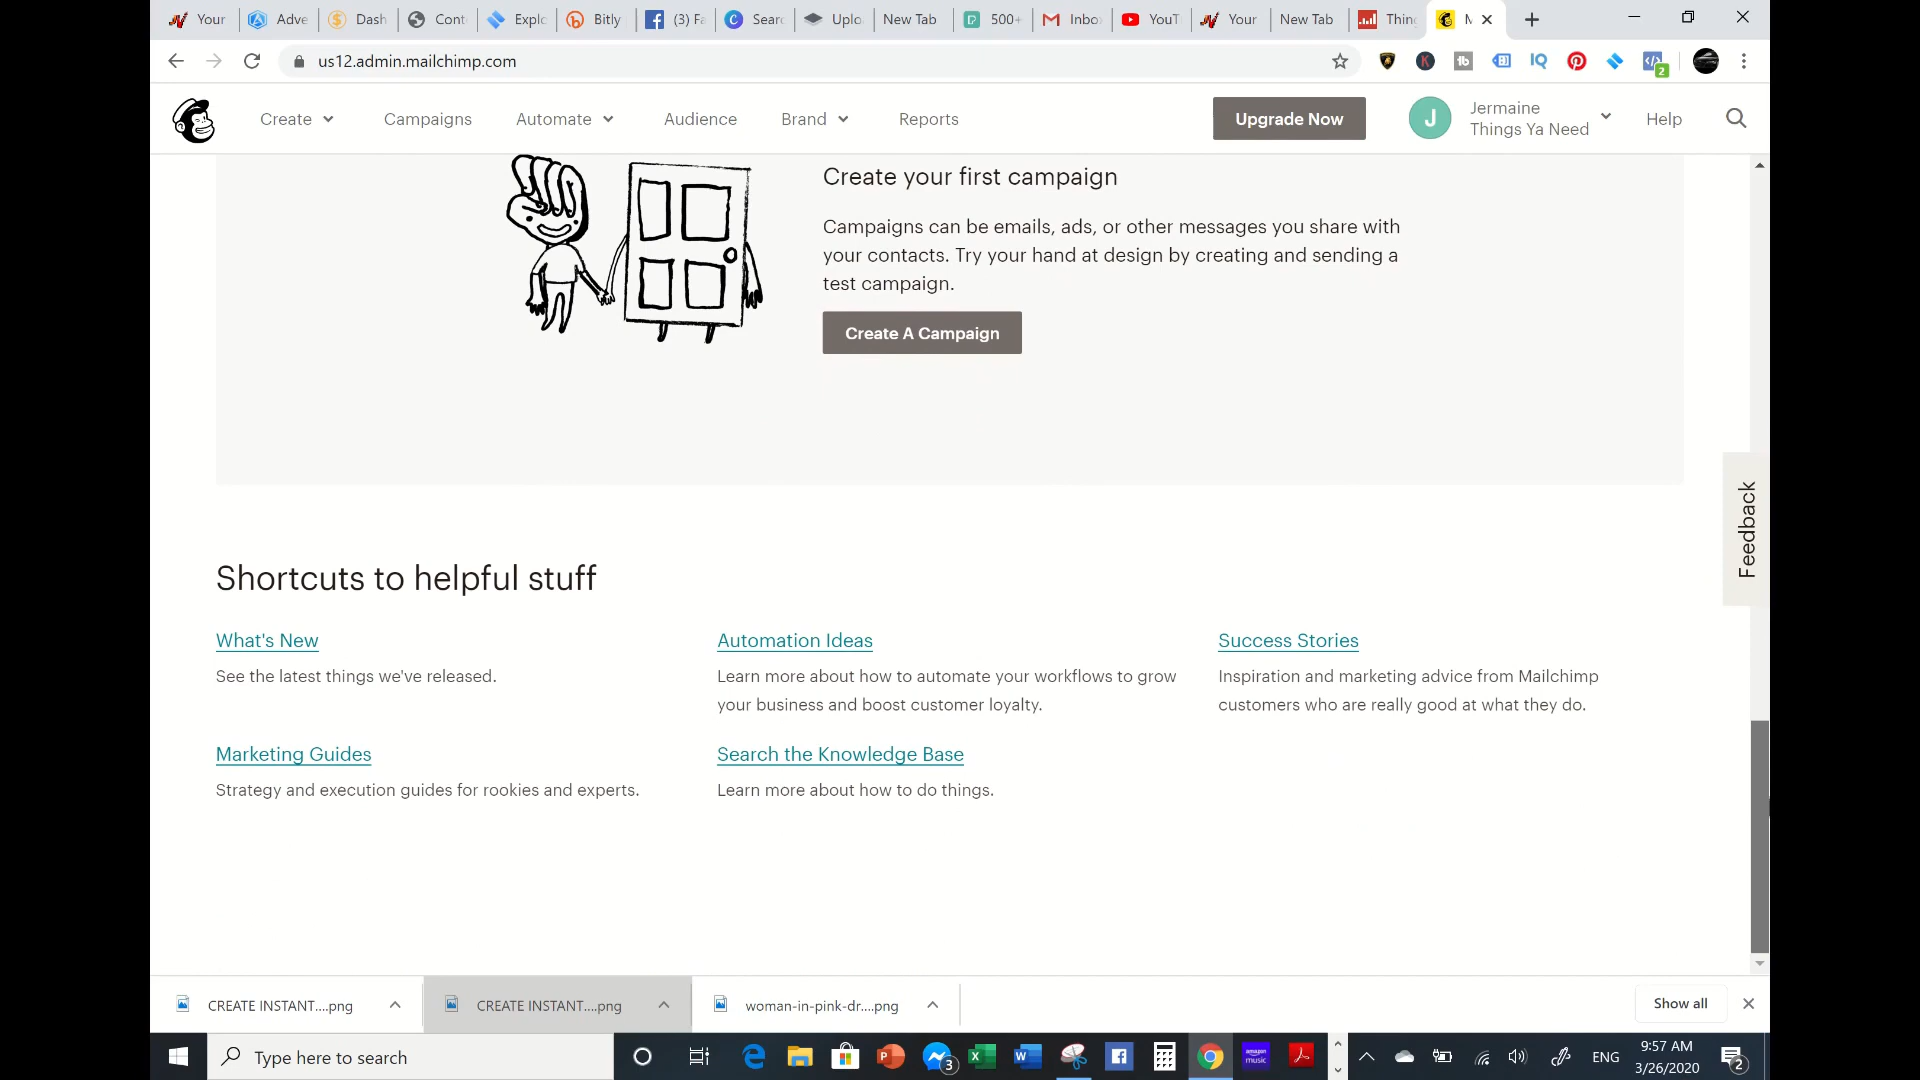 Your
Adve
Dash
Cont
Explo
Bitly
(3) Fa
Searc
Uplo
New Tab
500+
Inbo
YouT
Your
New Tab
Thing
us12.admin.mailchimp.com
2
Create
Campaigns
Automate
Audience
Brand
Reports
Upgrade Now
J
Jermaine
Things Ya Need
Help
Create your first campaign
Campaigns can be emails, ads, or other messages you share with
your contacts. Try your hand at design by creating and sending a
test campaign.
Create A Campaign
Feedback
Shortcuts to helpful stuff
What's New
See the latest things we've released.
Automation Ideas
Learn more about how to automate your workflows to grow
your business and boost customer loyalty.
Success Stories
Inspiration and marketing advice from Mailchimp
customers who are really good at what they do.
Marketing Guides
Strategy and execution guides for rookies and experts.
Search the Knowledge Base
Learn more about how to do things.
CREATE INSTANT....png
CREATE INSTANT....png
woman-in-pink-dr....png
Show all
Type here to search
3
amazon
music
ENG
9:57 AM
3/26/2020
2